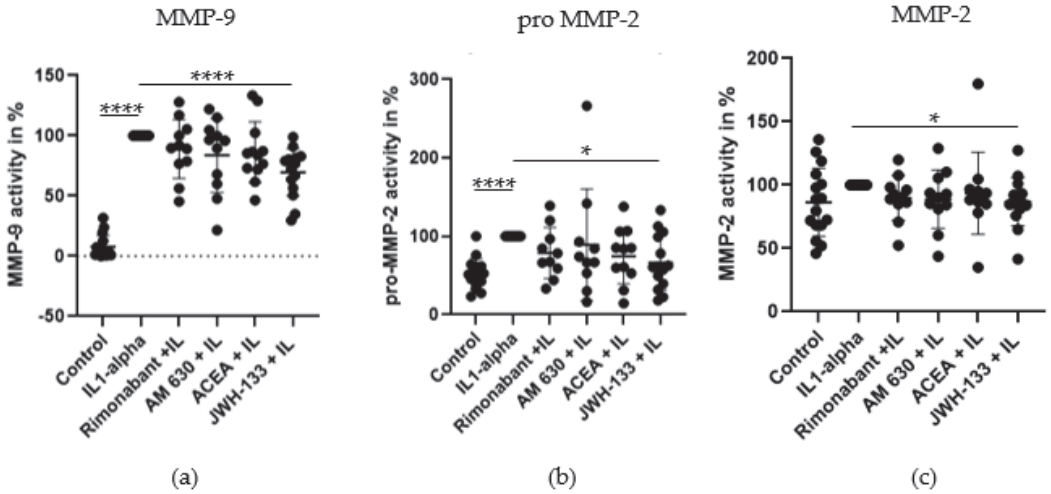 MMP-9
pro MMP-2
MMP-2
MMP-9 activity in %
150
100
50
0
-50
****
****
Control
IL1-alpha
Rimonabant +IL
AM 630 + IL
ACEA + IL
JWH-133 + IL
(a)
pro-MMP-2 activity in %
300
200
100
0
****
*
Control
IL1-alpha
Rimonabant +IL
AM 630 + IL
ACEA + IL
JWH-133 + IL
(b)
MMP-2 activity in %
200
150
100
50
0
*
Control
IL1-alpha
Rimonabant +IL
AM 630 + IL
ACEA + IL
JWH-133 + IL
(c)